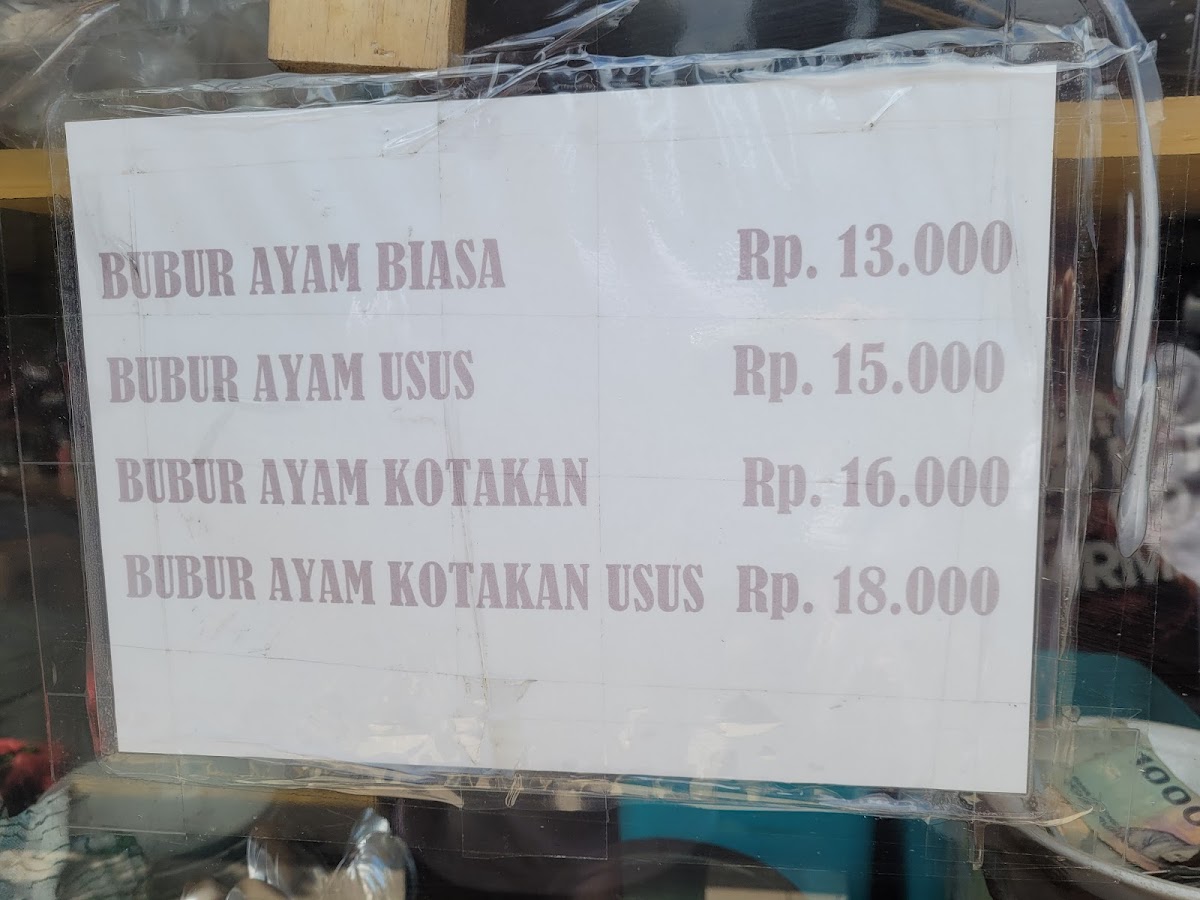 BUBUR AYAM BIASA Rp. 13.000
BUBUR AYAM USUS Rp. 15.000
BUBUR AYAM KOTAKAN Rp. 16.000
BUBUR AYAM KOTAKAN USUS Rp. 18.000